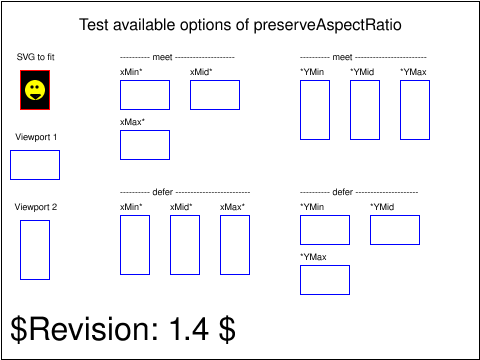 Test available options of preserveAspectRatio
SVG to fit
---------- meet --------------------
---------- meet ------------------------
xMin*
xMid*
*YMin
*YMid
*YMax
xMax*
Viewport 1
---------- defer ------------------------
---------- defer ---------------------
Viewport 2
xMin*
xMid*
xMax*
*YMin
*YMid
*YMax
$Revision: 1.4 $